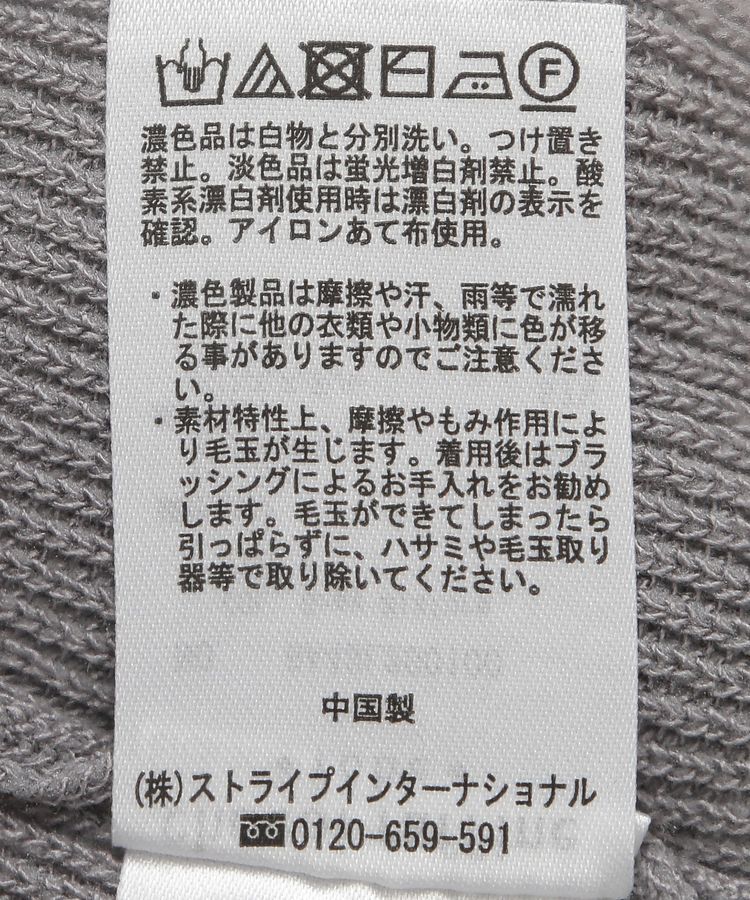 F
濃色品は白物と分別洗い。つけ置き
禁止。淡色品は蛍光増白剤禁止。酸
素系漂白剤使用時は漂白剤の表示を
確認。アイロンあて布使用。
・濃色製品は摩擦や汗、雨等で濡れ
た際に他の衣類や小物類に色が移
る事がありますのでご注意くださ
い。
・素材特性上、摩擦やもみ作用によ
り毛玉が生じます。着用後はブラ
ッシングによるお手入れをお勧め
します。毛玉ができてしまったら
引っぱらずに、ハサミや毛玉取り
器等で取り除いてください。
中国製
(株)ストライプインターナショナル
0120-659-591